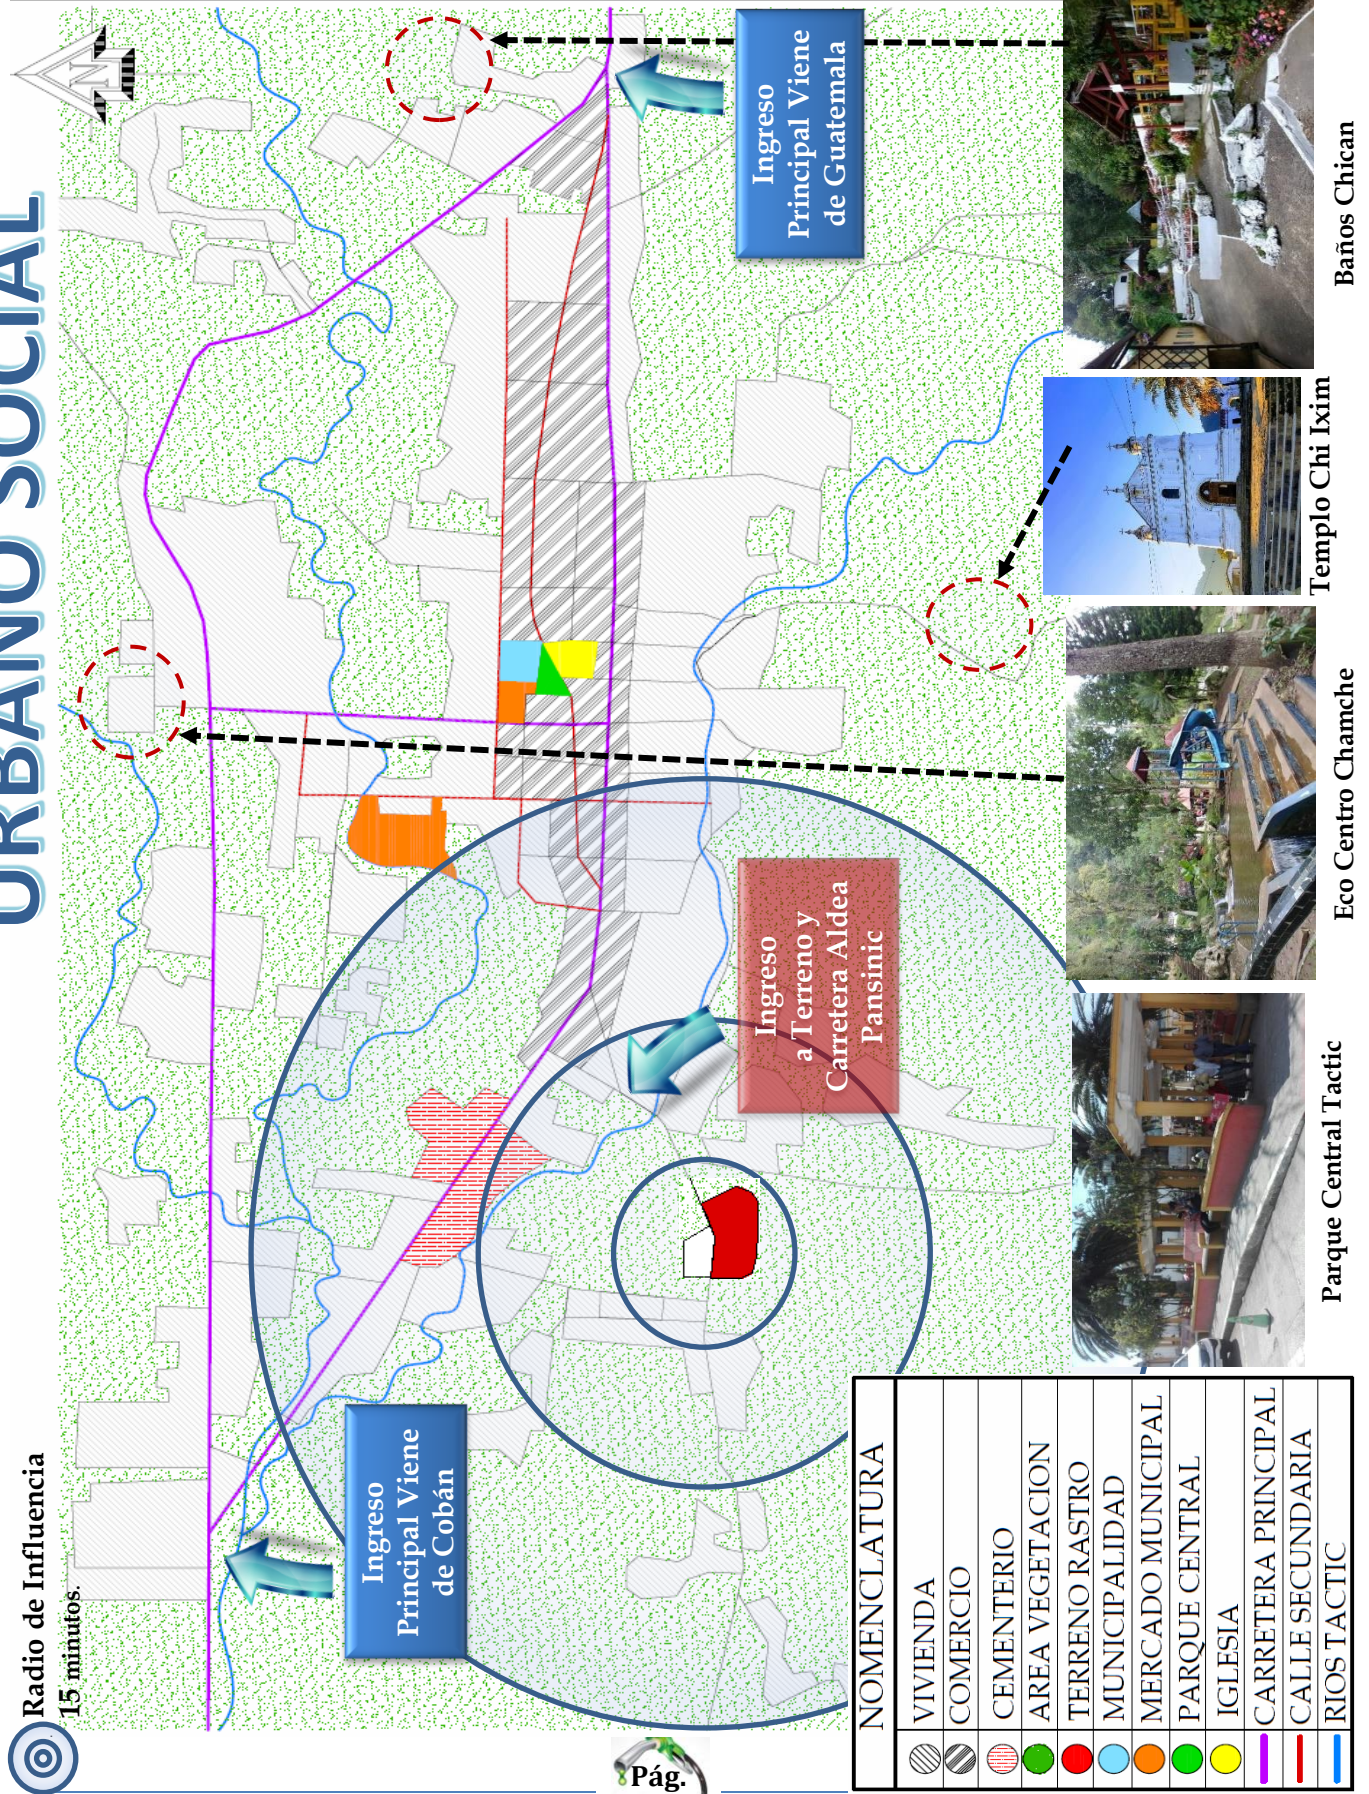 URBANO SOCIAL
N
Radio de Influencia
15 minutos.
Ingreso
Principal Viene
de Cobán
Ingreso
a Terreno y
Carretera Aldea
Pansinic
Ingreso
Principal Viene
de Guatemala
Parque Central Tactic
Eco Centro Chamche
Templo Chi Ixim
Baños Chican
NOMENCLATURA
VIVIENDA
COMERCIO
CEMENTERIO
AREA VEGETACION
TERRENO RASTRO
MUNICIPALIDAD
MERCADO MUNICIPAL
PARQUE CENTRAL
IGLESIA
CARRETERA PRINCIPAL
CALLE SECUNDARIA
RIOS TACTIC
Pág.